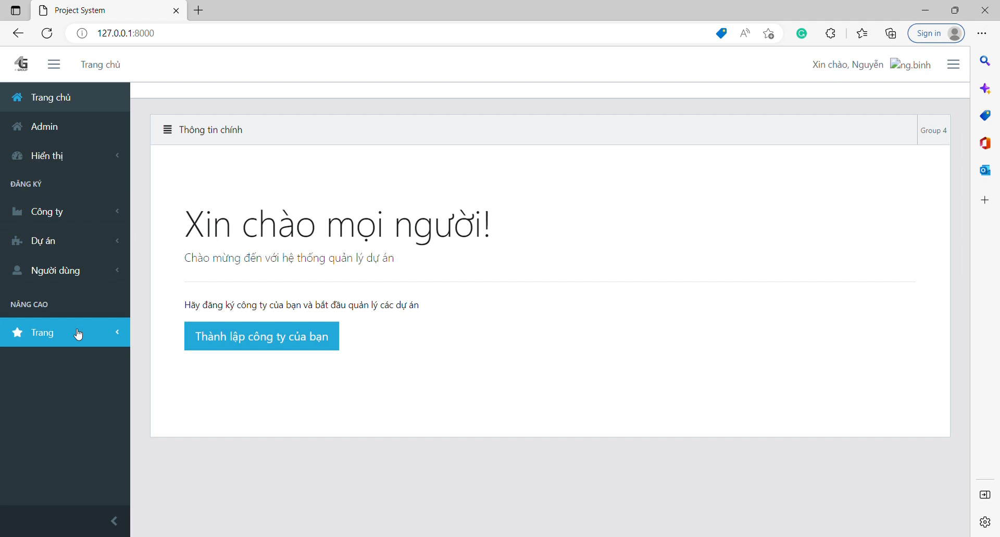 Project System
127.0.0.1:8000
Sign in
4G
GROUP
Trang chủ
Xin chào, Nguyễn ng.binh
Trang chủ
Admin
Hiển thị
ĐĂNG KÝ
Công ty
Dự án
Người dùng
NÂNG CAO
Trang
Thông tin chính
Group 4
Xin chào mọi người!
Chào mừng đến với hệ thống quản lý dự án
Hãy đăng ký công ty của bạn và bắt đầu quản lý các dự án
Thành lập công ty của bạn